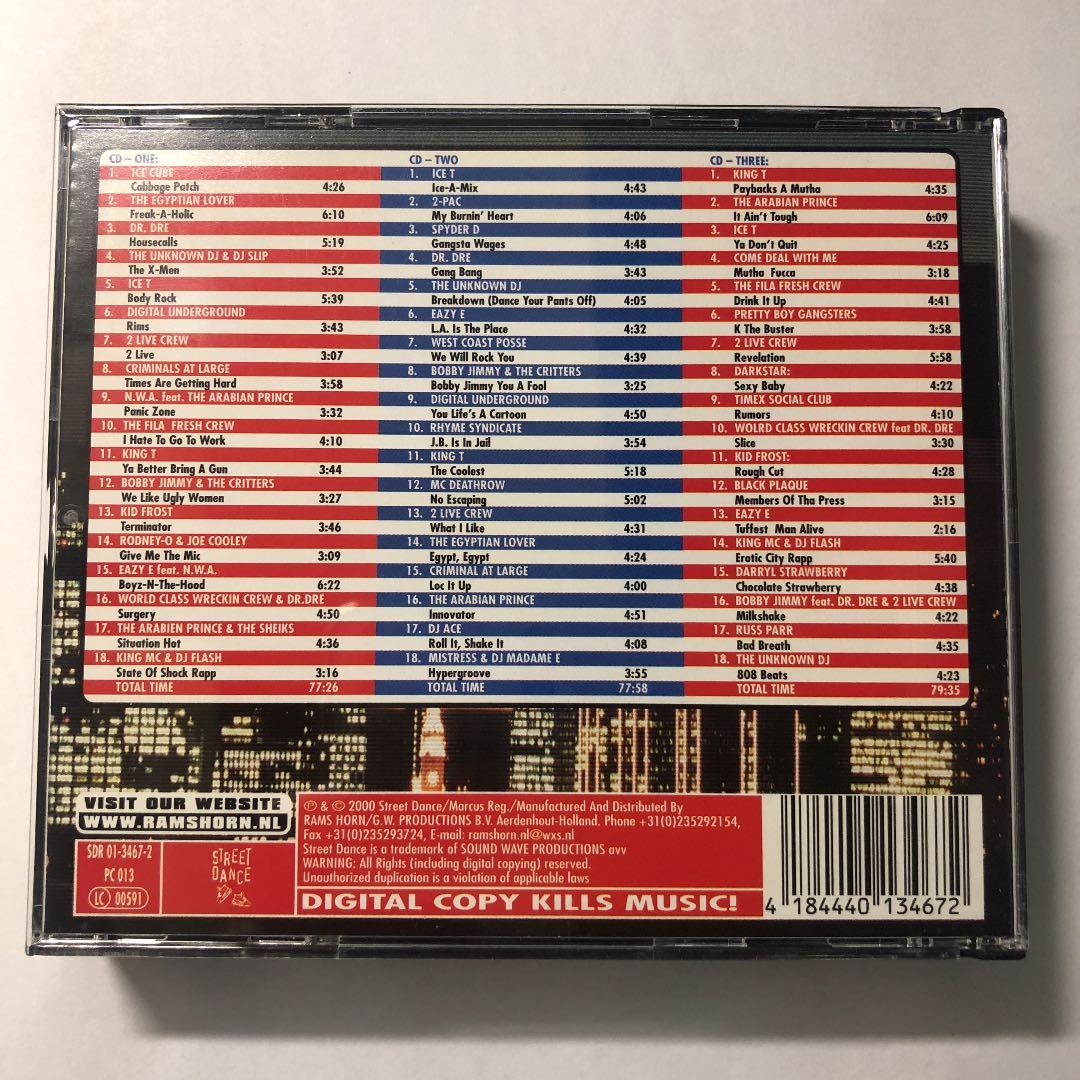 CD – ONE:
1. ICE CUBE
Cabbage Patch 4:26
2. THE EGYPTIAN LOVER
Freak-A-Holic 6:10
3. DR. DRE
Housecalls 5:19
4. THE UNKNOWN DJ & DJ SLIP
The X-Men 3:52
5. ICE T
Body Rock 5:39
6. DIGITAL UNDERGROUND
Rims 3:43
7. 2 LIVE CREW
2 Live 3:07
8. CRIMINALS AT LARGE
Times Are Getting Hard 3:58
9. N.W.A. feat. THE ARABIAN PRINCE
Panic Zone 3:32
10. THE FILA FRESH CREW
I Hate To Go To Work 4:10
11. KING T
Ya Better Bring A Gun 3:44
12. BOBBY JIMMY & THE CRITTERS
We Like Ugly Women 3:27
13. KID FROST
Terminator 3:46
14. RODNEY-O & JOE COOLEY
Give Me The Mic 3:09
15. EAZY E feat. N.W.A.
Boyz-N-The-Hood 6:22
16. WORLD CLASS WRECKIN CREW & DR.DRE
Surgery 4:50
17. THE ARABIEN PRINCE & THE SHEIKS
Situation Hot 4:36
18. KING MC & DJ FLASH
State Of Shock Rapp 3:16
TOTAL TIME 77:26
CD – TWO
1. ICE T
Ice-A-Mix 4:43
2. 2-PAC
My Burnin' Heart 4:06
3. SPYDER D
Gangsta Wages 4:48
4. DR. DRE
Gang Bang 3:43
5. THE UNKNOWN DJ
Breakdown (Dance Your Pants Off) 4:05
6. EAZY E
L.A. Is The Place 4:32
7. WEST COAST POSSE
We Will Rock You 4:39
8. BOBBY JIMMY & THE CRITTERS
Bobby Jimmy You A Fool 3:25
9. DIGITAL UNDERGROUND
You Life's A Cartoon 4:50
10. RHYME SYNDICATE
J.B. Is In Jail 3:54
11. KING T
The Coolest 5:18
12. MC DEATHROW
No Escaping 5:02
13. 2 LIVE CREW
What I Like 4:31
14. THE EGYPTIAN LOVER
Egypt, Egypt 4:24
15. CRIMINAL AT LARGE
Loc It Up 4:00
16. THE ARABIAN PRINCE
Innovator 4:51
17. DJ ACE
Roll It, Shake It 4:08
18. MISTRESS & DJ MADAME E
Hypergroove 3:55
TOTAL TIME 77:58
CD – THREE:
1. KING T
Paybacks A Mutha 4:35
2. THE ARABIAN PRINCE
It Ain't Tough 6:09
3. ICE T
Ya Don't Quit 4:25
4. COME DEAL WITH ME
Mutha Fucca 3:18
5. THE FILA FRESH CREW
Drink It Up 4:41
6. PRETTY BOY GANGSTERS
K The Buster 3:58
7. 2 LIVE CREW
Revelation 5:58
8. DARKSTAR:
Sexy Baby 4:22
9. TIMEX SOCIAL CLUB
Rumors 4:10
10. WOLRD CLASS WRECKIN CREW feat DR. DRE
Slice 3:30
11. KID FROST:
Rough Cut 4:28
12. BLACK PLAQUE
Members Of Tha Press 3:15
13. EAZY E
Tuffest Man Alive 2:16
14. KING MC & DJ FLASH
Erotic City Rapp 5:40
15. DARRYL STRAWBERRY
Chocolate Strawberry 4:38
16. BOBBY JIMMY feat. DR. DRE & 2 LIVE CREW
Milkshake 4:22
17. RUSS PARR
Bad Breath 4:35
18. THE UNKNOWN DJ
808 Beats 4:23
TOTAL TIME 79:35
VISIT OUR WEBSITE
WWW.RAMSHORN.NL
SDR 01-3467-2
PC 013
LC 00591
STREET
DANCE
℗ & © 2000 Street Dance/Marcus Reg./Manufactured And Distributed By
RAMS HORN/G.W. PRODUCTIONS B.V. Aerdenhout-Holland. Phone +31(0)235292154,
Fax +31(0)235293724, E-mail: ramshorn.nl@wxs.nl
Street Dance is a trademark of SOUND WAVE PRODUCTIONS avv
WARNING: All Rights (including digital copying) reserved.
Unauthorized duplication is a violation of applicable laws
DIGITAL COPY KILLS MUSIC!
4 184440 134672